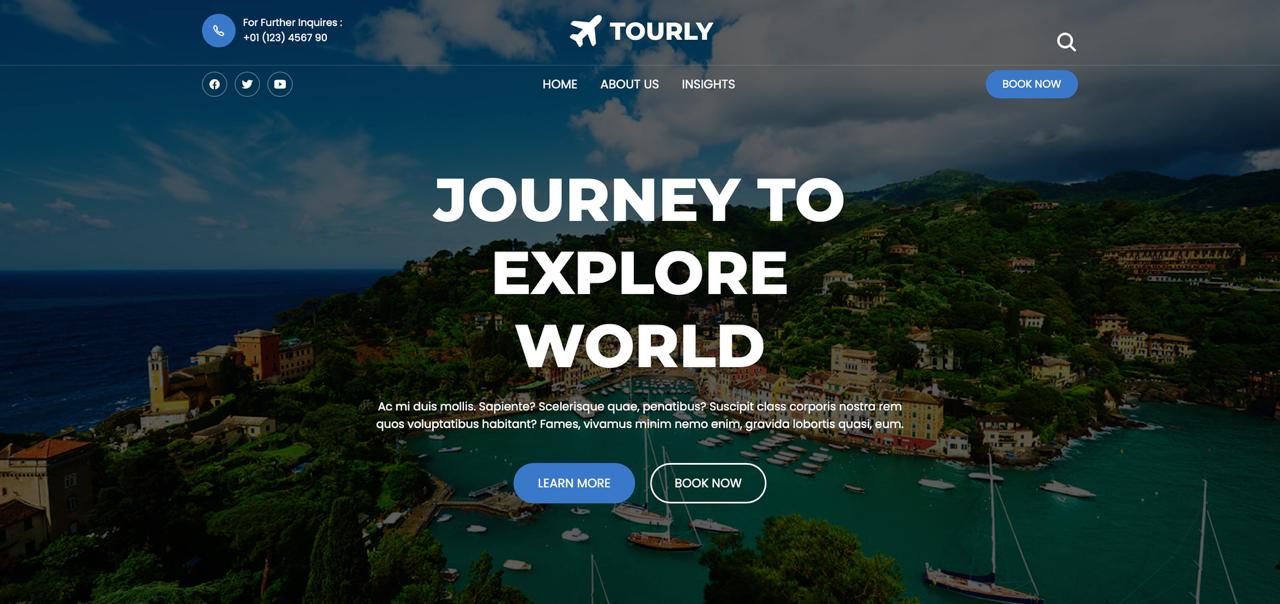 For Further Inquires :
+01 (123) 4567 90
TOURLY
HOME ABOUT US INSIGHTS
BOOK NOW
JOURNEY TO
EXPLORE
WORLD
Ac mi duis mollis. Sapiente? Scelerisque quae, penatibus? Suscipit class corporis nostra rem
quos voluptatibus habitant? Fames, vivamus minim nemo enim, gravida lobortis quasi, eum.
LEARN MORE
BOOK NOW